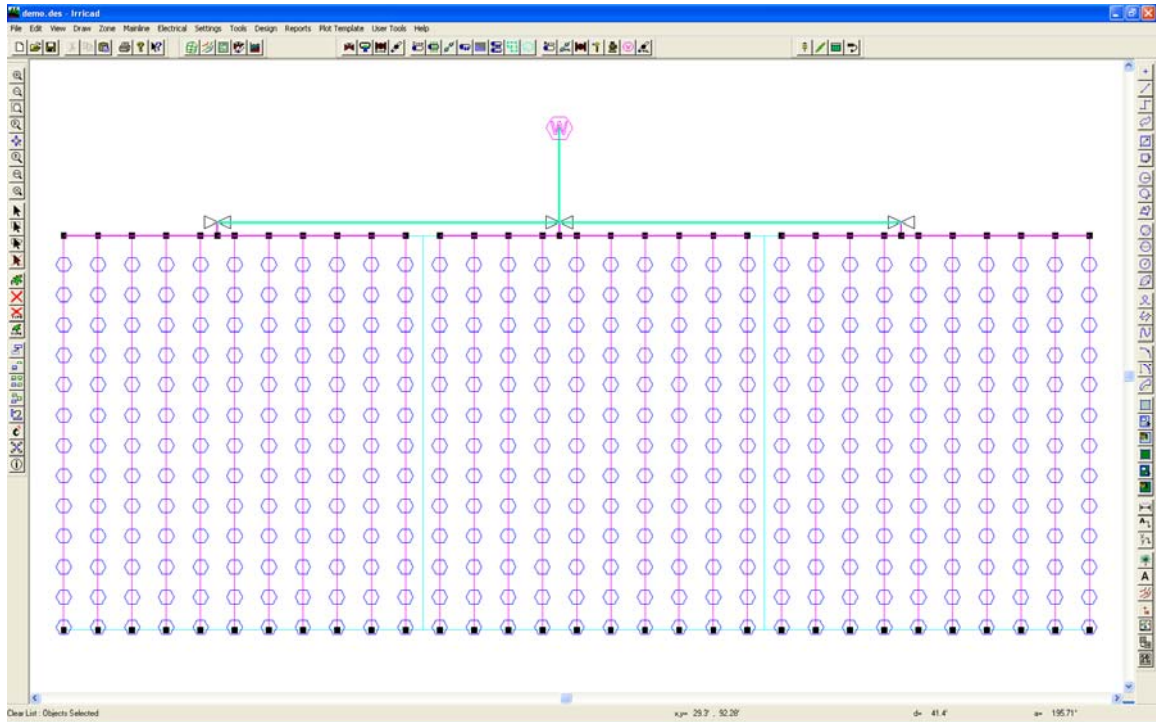 demo.des - Irricad
File Edit View Draw Zone Mainline Electrical Settings Tools Design Reports Plot Template User Tools Help
W
Clear List : Objects Selected x,y= 29.3' , 92.28' d= 41.4' a= 195.71°